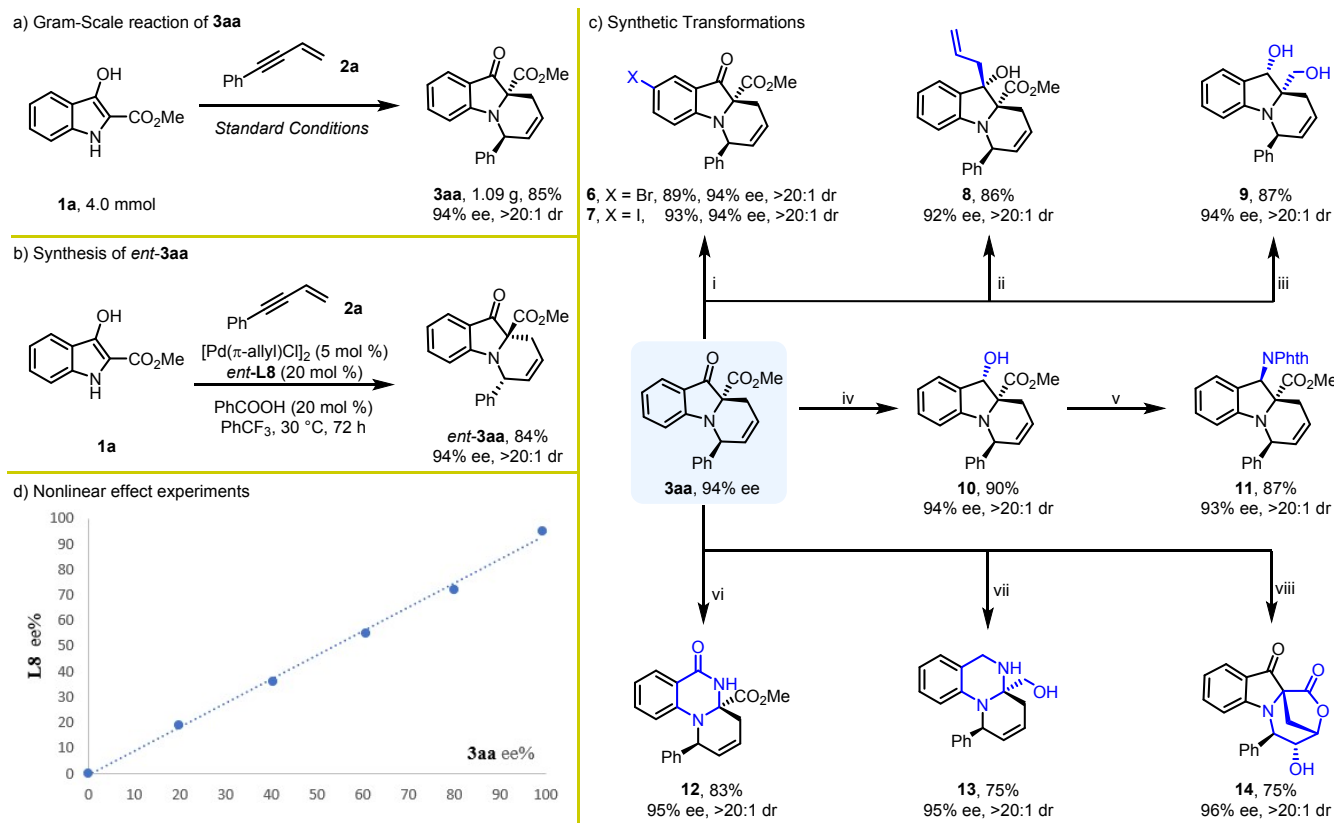 a) Gram-Scale reaction of 3aa
OH
CO2Me
N
H
1a, 4.0 mmol
Ph
2a
Standard Conditions
O
CO2Me
N
Ph
3aa, 1.09 g, 85%
94% ee, >20:1 dr
b) Synthesis of ent-3aa
OH
CO2Me
N
H
1a
Ph
2a
[Pd(π-allyl)Cl]2 (5 mol %)
ent-L8 (20 mol %)
PhCOOH (20 mol %)
PhCF3, 30 °C, 72 h
O
CO2Me
N
Ph
ent-3aa, 84%
94% ee, >20:1 dr
d) Nonlinear effect experiments
L8 ee%
100
90
80
70
60
50
40
30
20
10
0
3aa ee%
0 20 40 60 80 100
c) Synthetic Transformations
X
O
CO2Me
N
Ph
6, X = Br, 89%, 94% ee, >20:1 dr
7, X = I, 93%, 94% ee, >20:1 dr
OH
CO2Me
N
Ph
8, 86%
92% ee, >20:1 dr
OH
OH
N
Ph
9, 87%
94% ee, >20:1 dr
i
ii
iii
O
CO2Me
N
Ph
3aa, 94% ee
iv
OH
CO2Me
N
Ph
10, 90%
94% ee, >20:1 dr
v
NPhth
CO2Me
N
Ph
11, 87%
93% ee, >20:1 dr
vi
vii
viii
O
NH
CO2Me
N
Ph
12, 83%
95% ee, >20:1 dr
NH
OH
N
Ph
13, 75%
95% ee, >20:1 dr
O
O
O
N
Ph
OH
14, 75%
96% ee, >20:1 dr